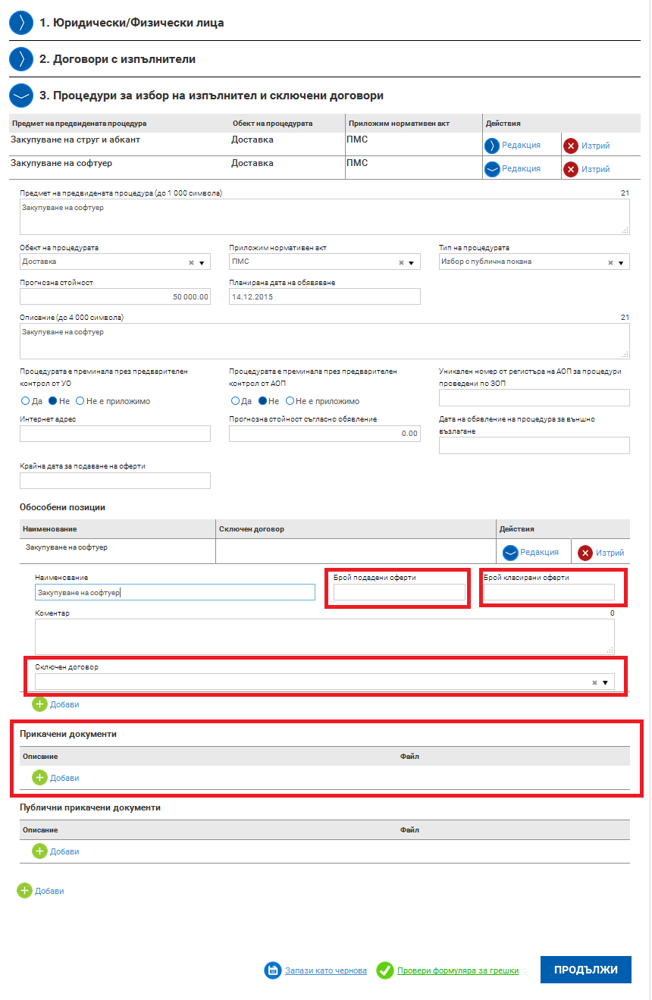 1. Юридически/Физически лица
2. Договори с изпълнители
3. Процедури за избор на изпълнител и сключени договори
Предмет на предвидената процедура Обект на процедурата Приложим нормативен акт Действия
Закупуване на струг и абкант Доставка ПМС Редакция Изтрий
Закупуване на софтуер Доставка ПМС Редакция Изтрий
Предмет на предвидената процедура (до 1 000 символа) 21
Закупуване на софтуер
Обект на процедурата Приложим нормативен акт Тип на процедурата
Доставка ПМС Избор с публична покана
Прогнозна стойност Планирана дата на обявяване
50 000.00 14.12.2015
Описание (до 4 000 символа) 21
Закупуване на софтуер
Процедурата е преминала през предварителен Процедурата е преминала през предварителен Уникален номер от регистъра на АОП за процедури
контрол от УО контрол от АОП проведени по ЗОП
Да Не Не е приложимо Да Не Не е приложимо
Интернет адрес Прогнозна стойност съгласно обявление Дата на обявление на процедура за външно
възлагане
0.00
Крайна дата за подаване на оферти
Обособени позиции
Наименование Сключен договор Действия
Закупуване на софтуер Редакция Изтрий
Наименование Брой подадени оферти Брой класирани оферти
Закупуване на софтуер
Коментар 0
Сключен договор
Добави
Прикачени документи
Описание Файл
Добави
Публични прикачени документи
Описание Файл
Добави
Добави
Запази като чернова Провери формуляра за грешки ПРОДЪЛЖИ